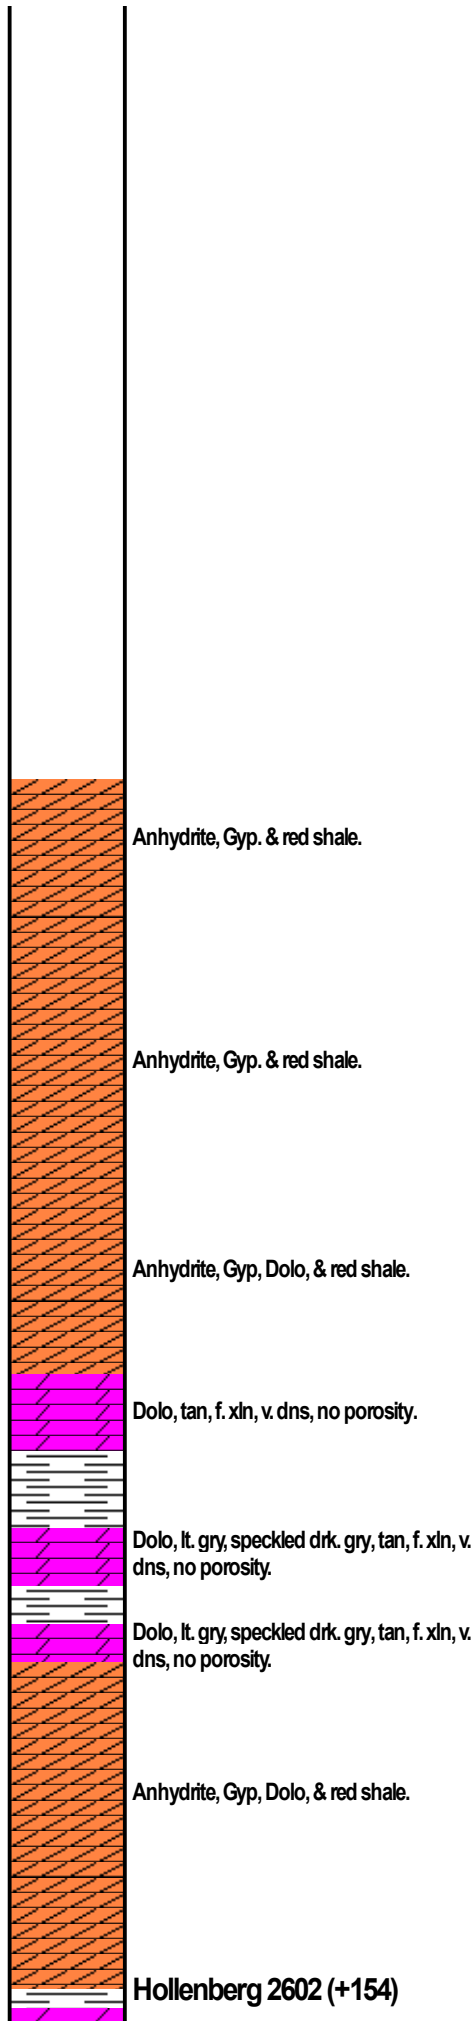 Anhydrite, Gyp. & red shale.
Anhydrite, Gyp. & red shale.
Anhydrite, Gyp, Dolo, & red shale.
Dolo, tan, f. xln, v. dns, no porosity.
Dolo, lt. gry, speckled drk. gry, tan, f. xln, v.
dns, no porosity.
Dolo, lt. gry, speckled drk. gry, tan, f. xln, v.
dns, no porosity.
Anhydrite, Gyp, Dolo, & red shale.
Hollenberg 2602 (+154)